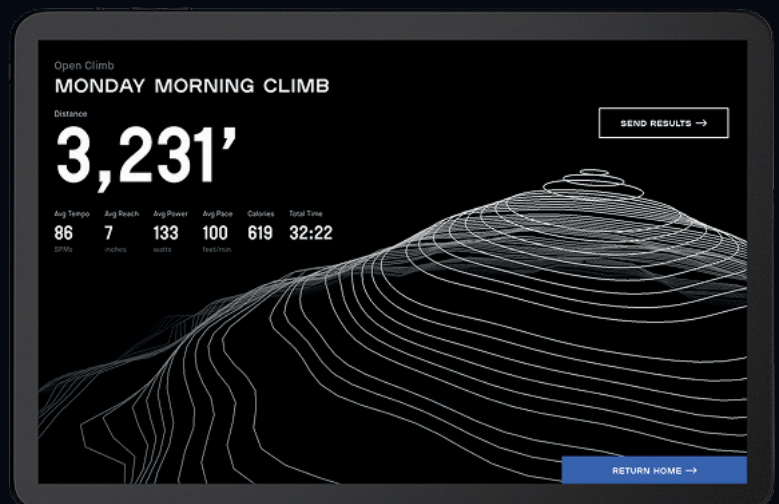 Open Climb
MONDAY MORNING CLIMB
Distance
3,231’
SEND RESULTS →
Avg Tempo Avg Reach Avg Power Avg Pace Calories Total Time
86 7 133 100 619 32:22
SPMs inches watts feet/min
RETURN HOME →